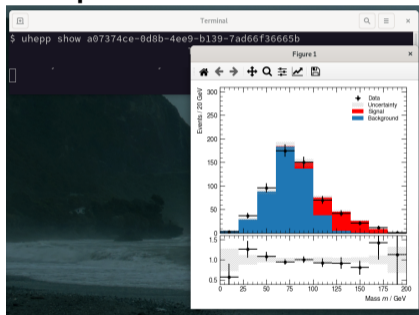 Terminal
$ uhepp show a07374ce-0d8b-4ee9-b139-7ad66f36665b
Figure 1
Events / 20 GeV
300
250
200
150
100
50
0
Data
Uncertainty
Signal
Background
1.5
1.0
0.5
0 25 50 75 100 125 150 175 200
Mass m / GeV